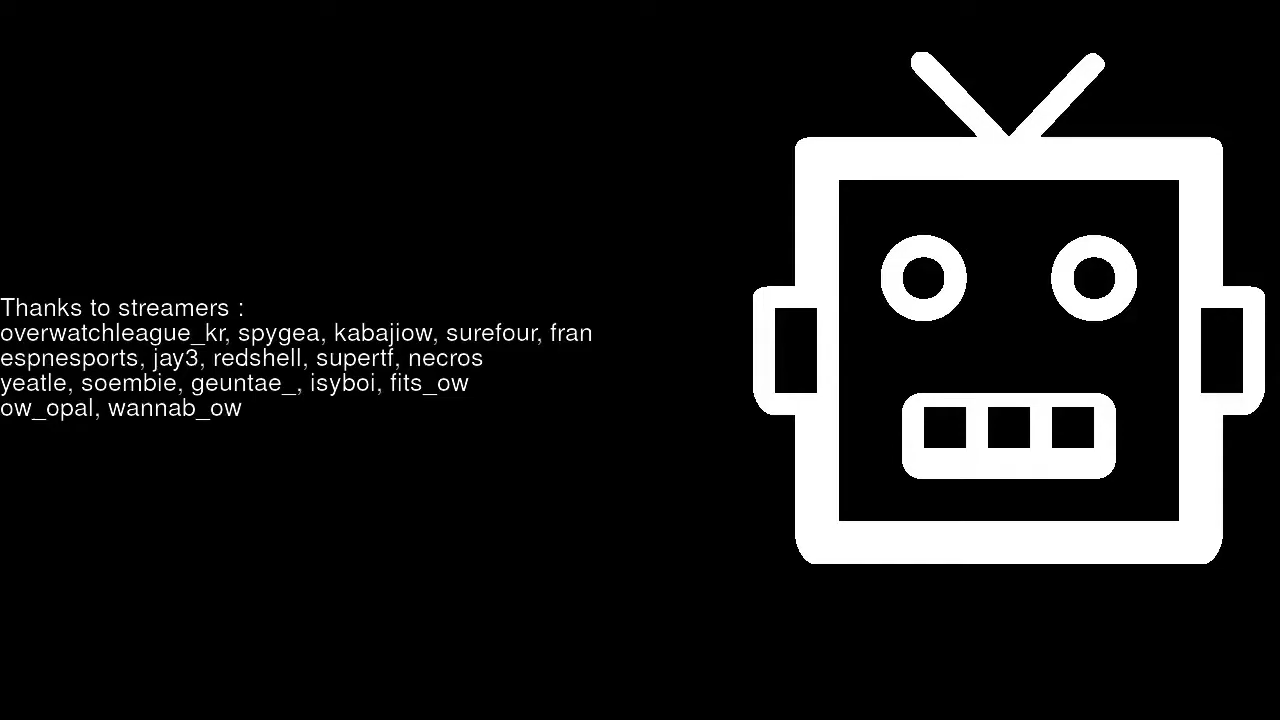 Thanks to streamers :
overwatchleague_kr, spygea, kabajiow, surefour, fran
espnesports, jay3, redshell, supertf, necros
yeatle, soembie, geuntae_, isyboi, fits_ow
ow_opal, wannab_ow